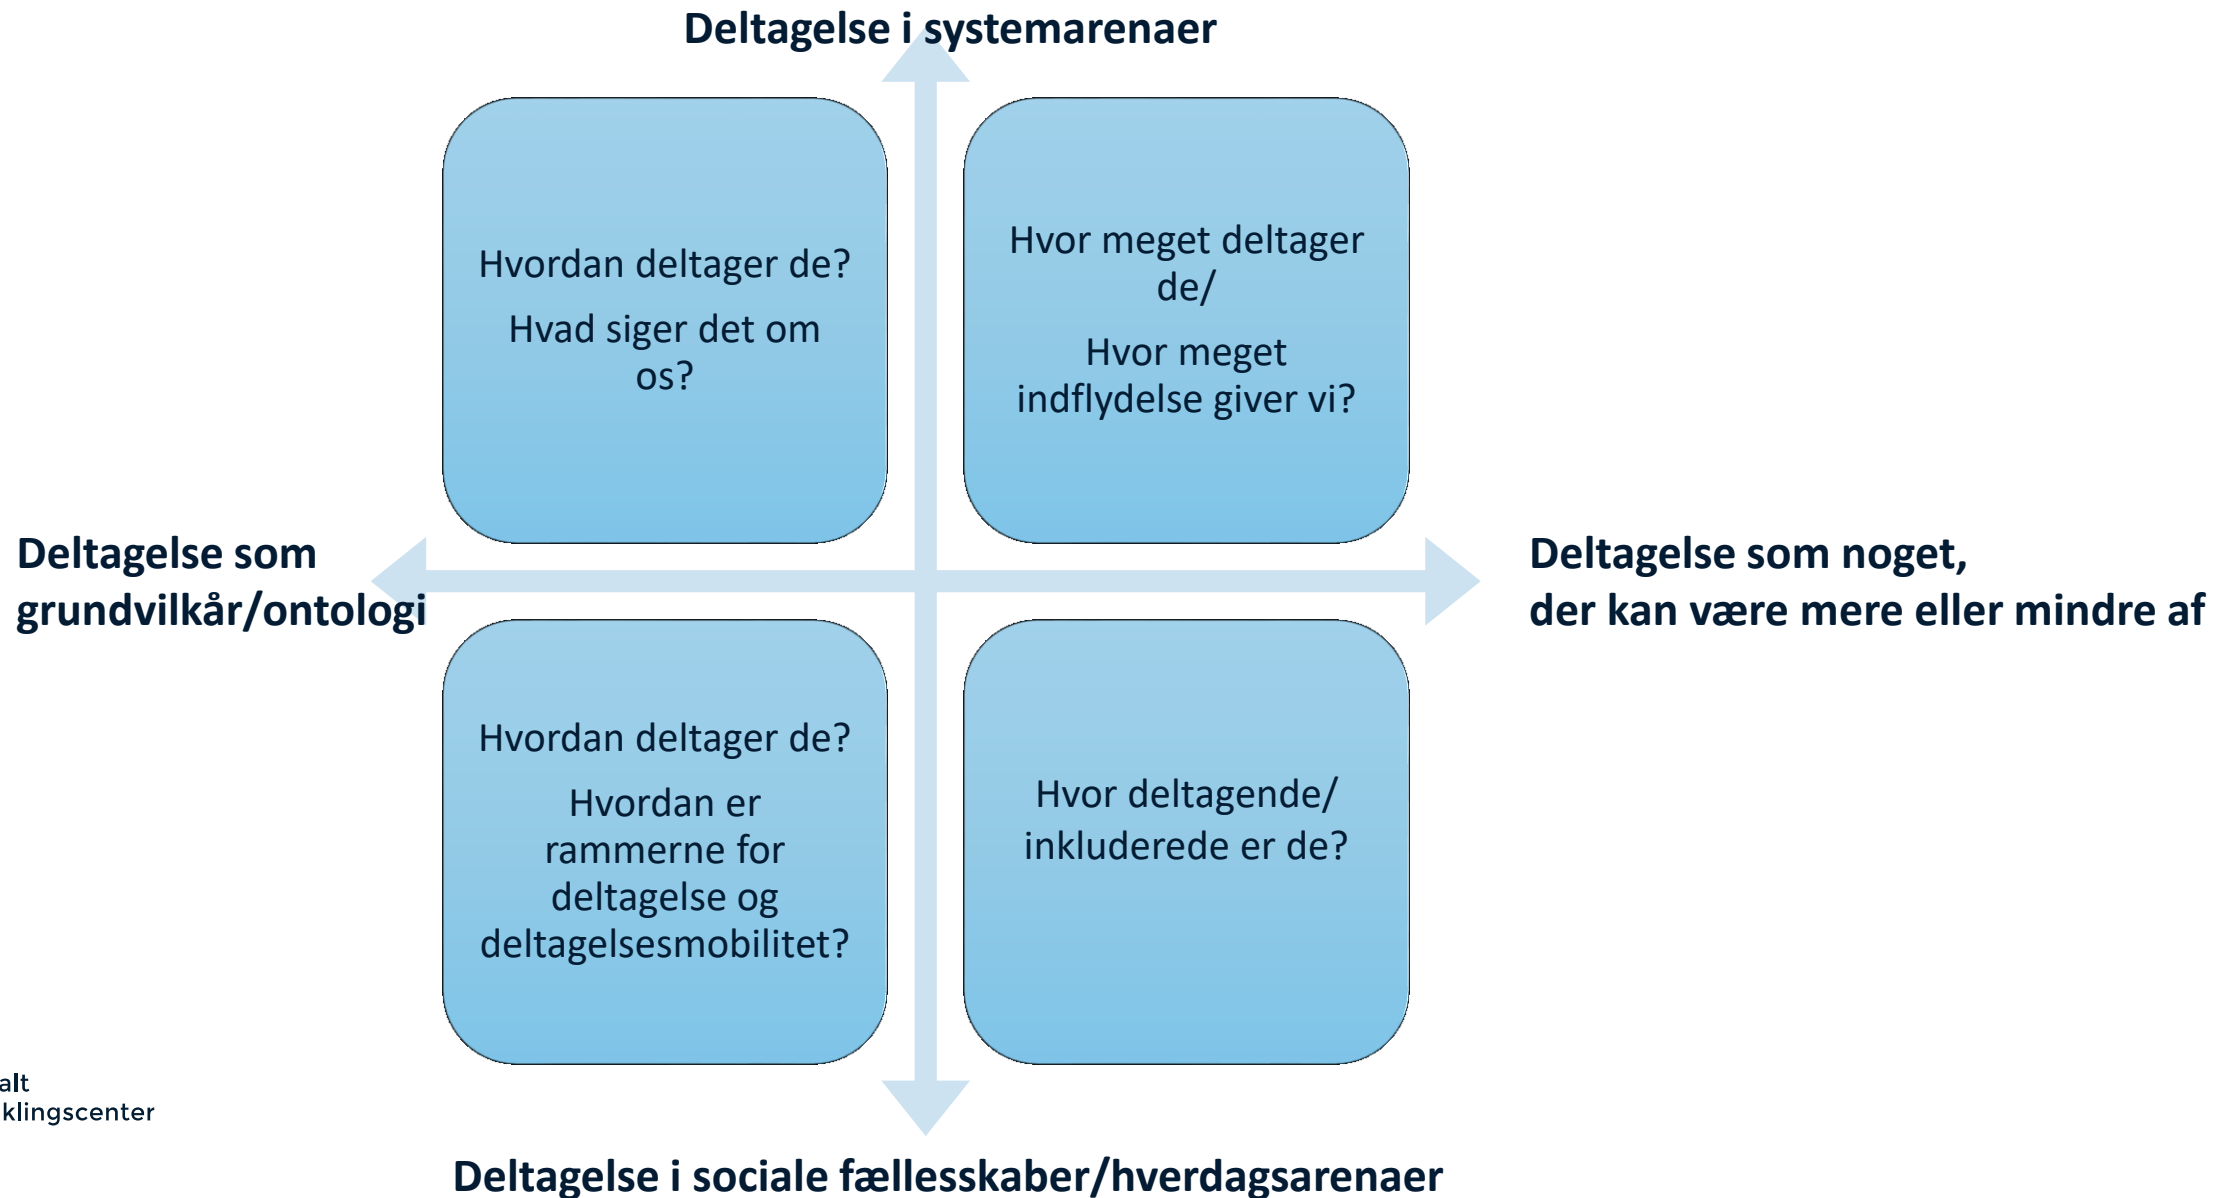 Deltagelse i systemarenaer
Hvordan deltager de?
Hvad siger det om
os?
Hvor meget deltager
de/
Hvor meget
indflydelse giver vi?
Deltagelse som
grundvilkår/ontologi
Deltagelse som noget,
der kan være mere eller mindre af
Hvordan deltager de?
Hvordan er
rammerne for
deltagelse og
deltagelsesmobilitet?
Hvor deltagende/
inkluderede er de?
alt
klingscenter
Deltagelse i sociale fællesskaber/hverdagsarenaer